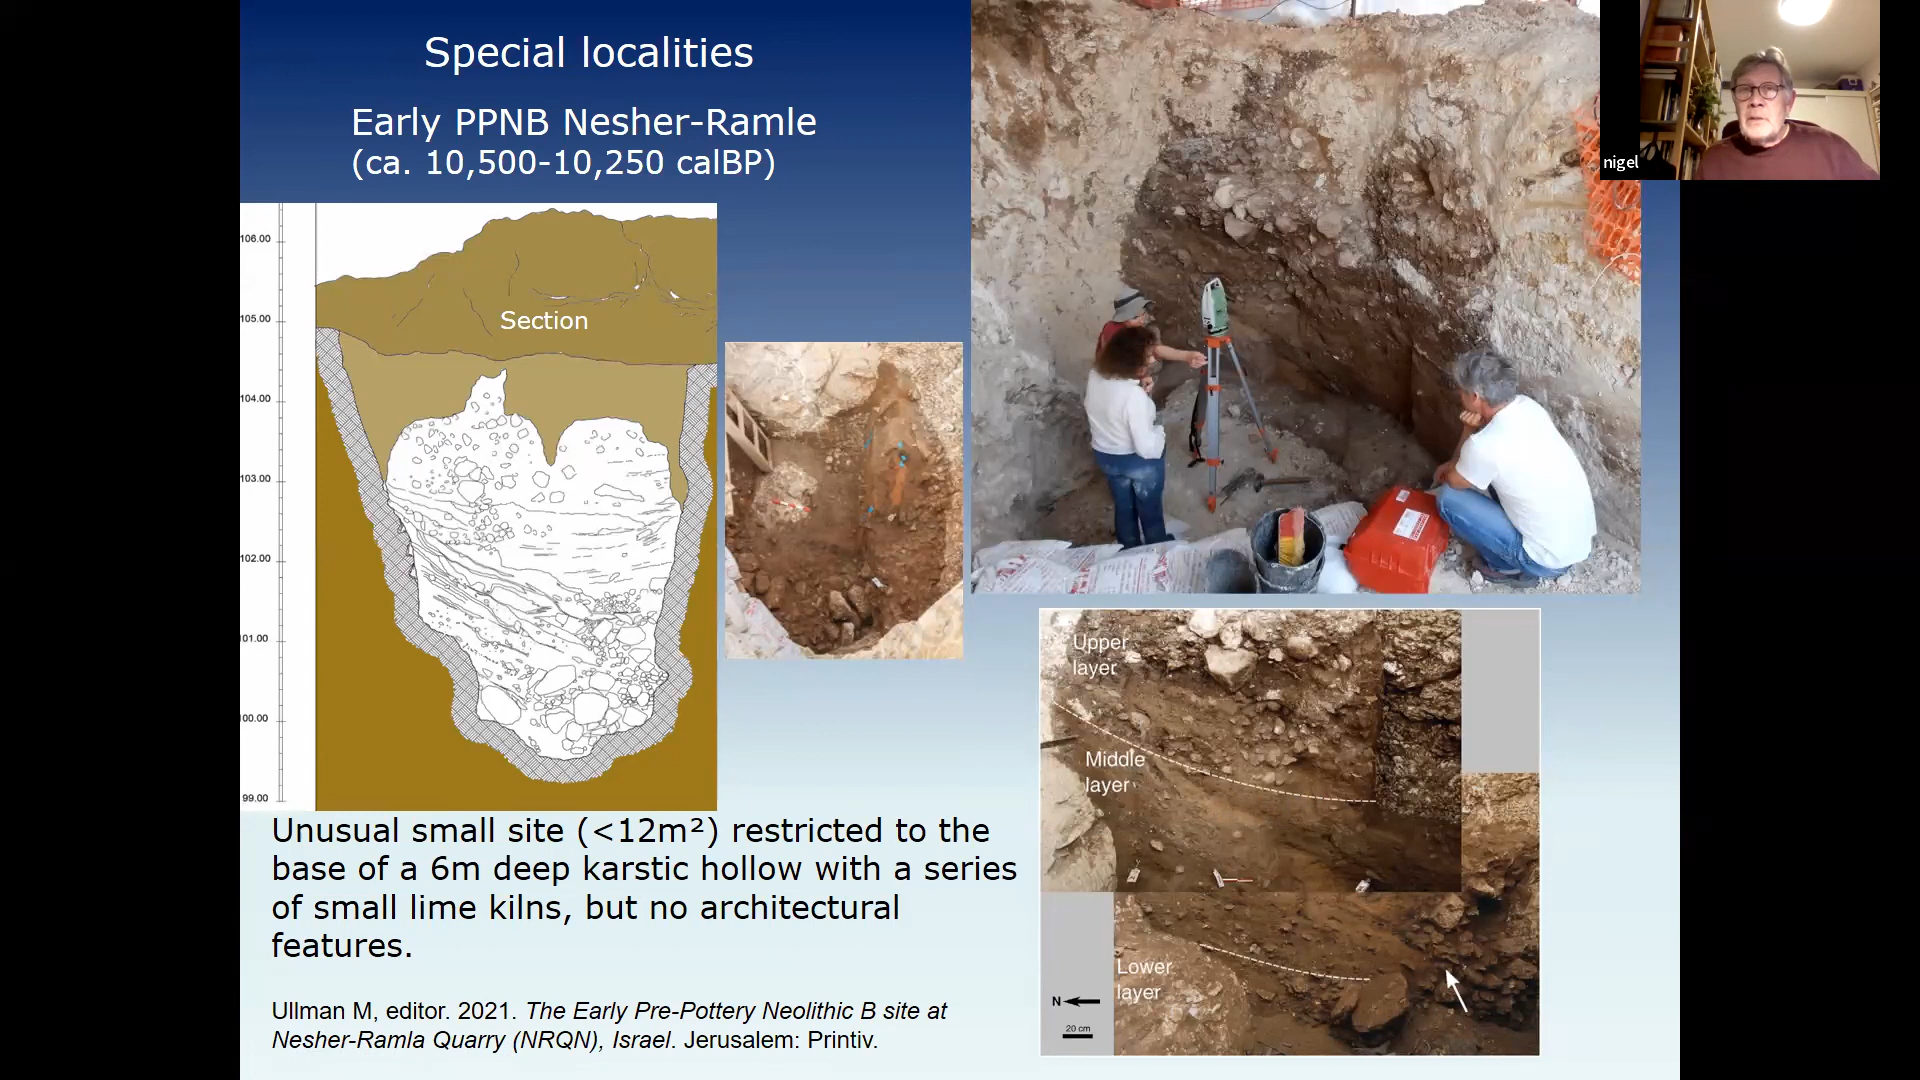 Special localities
Early PPNB Nesher-Ramle
(ca. 10,500-10,250 calBP)
nigel
106.00
105.00
104.00
103.00
102.00
101.00
100.00
99.00
Section
Upper
layer
Middle
layer
Lower
layer
N
20 cm
Unusual small site (<12m²) restricted to the
base of a 6m deep karstic hollow with a series
of small lime kilns, but no architectural
features.
Ullman M, editor. 2021. The Early Pre-Pottery Neolithic B site at
Nesher-Ramla Quarry (NRQN), Israel. Jerusalem: Printiv.